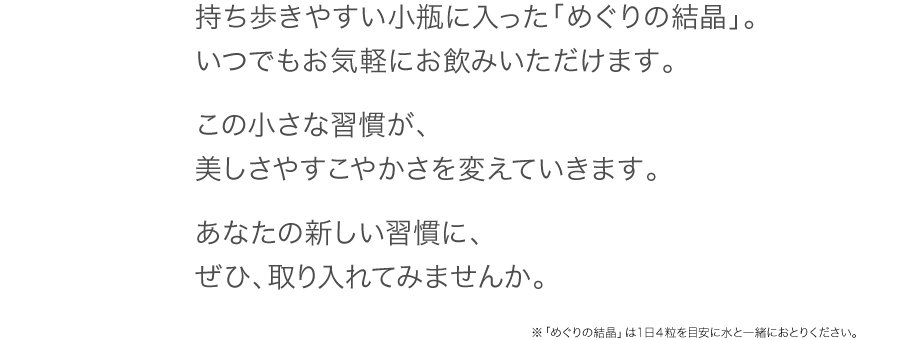 持ち歩きやすい小瓶に入った「めぐりの結晶」。
いつでもお気軽にお飲みいただけます。
この小さな習慣が、
美しさやすこやかさを変えていきます。
あなたの新しい習慣に、
ぜひ、取り入れてみませんか。
※「めぐりの結晶」は1日4粒を目安に水と一緒におとりください。